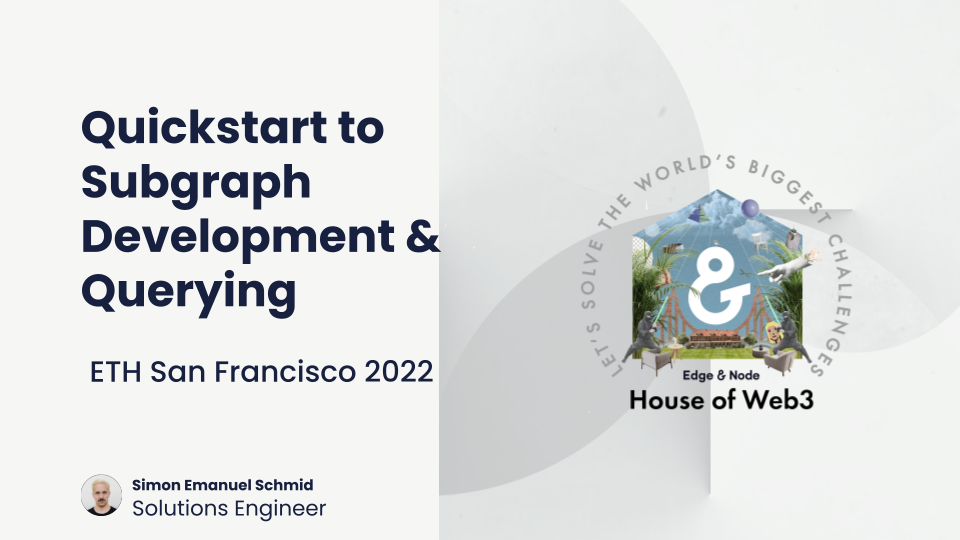 Quickstart to
Subgraph
Development &
Querying
ETH San Francisco 2022
Simon Emanuel Schmid
Solutions Engineer
LET'S SOLVE THE WORLD'S BIGGEST CHALLENGES
&
Edge & Node
House of Web3